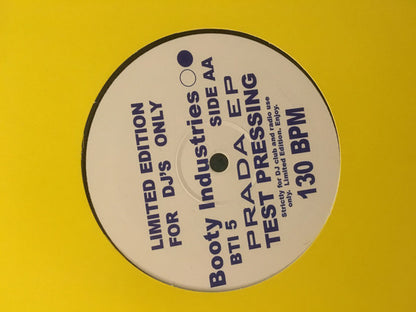 LIMITED EDITION
FOR DJ'S ONLY
Booty Industries
BTI 5 SIDE AA
PRADA EP
TEST PRESSING
Strictly for DJ club and radio use
only. Limited Edition. Enjoy.
130 BPM